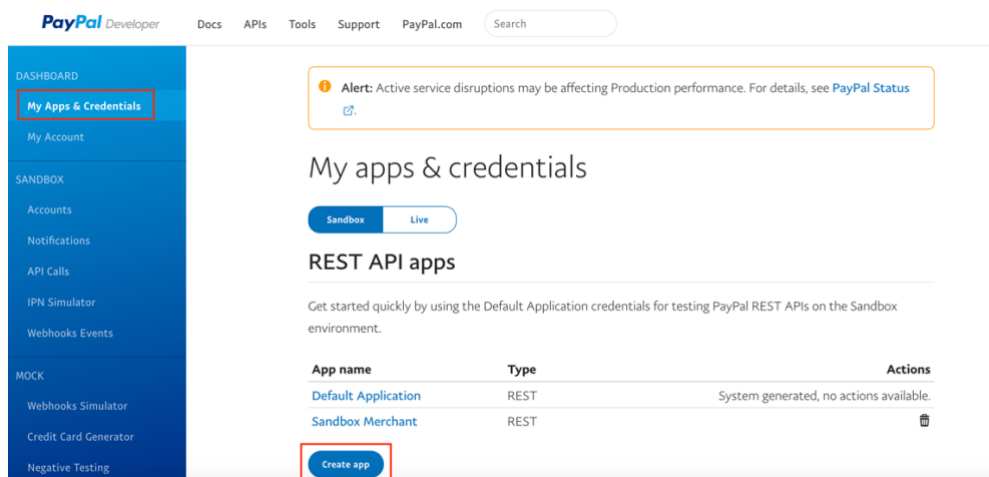 PayPal Developer Docs APIs Tools Support PayPal.com Search
DASHBOARD
My Apps & Credentials
My Account
SANDBOX
Accounts
Notifications
API Calls
IPN Simulator
Webhooks Events
MOCK
Webhooks Simulator
Credit Card Generator
Negative Testing
Alert: Active service disruptions may be affecting Production performance. For details, see PayPal Status
.
My apps & credentials
Sandbox Live
REST API apps
Get started quickly by using the Default Application credentials for testing PayPal REST APIs on the Sandbox
environment.
App name Type Actions
Default Application REST System generated, no actions available.
Sandbox Merchant REST
Create app